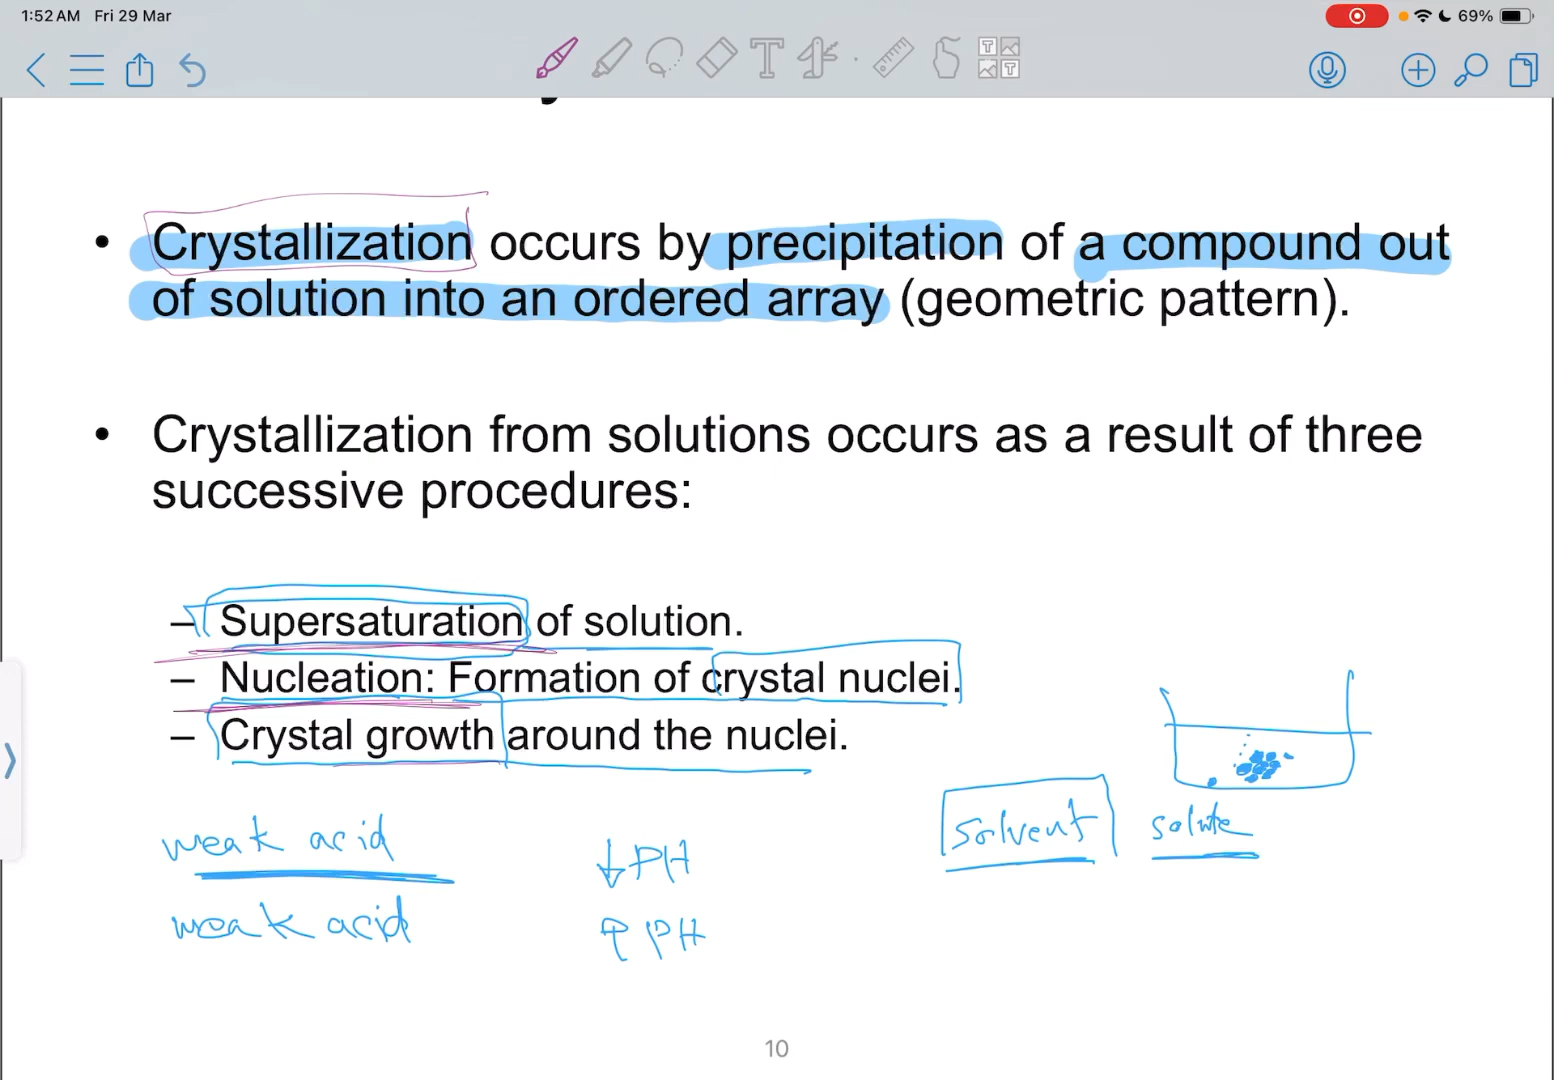 1:52 AM Fri 29 Mar
69%
• Crystallization occurs by precipitation of a compound out
of solution into an ordered array (geometric pattern).
• Crystallization from solutions occurs as a result of three
successive procedures:
– Supersaturation of solution.
– Nucleation: Formation of crystal nuclei.
– Crystal growth around the nuclei.
solvent solute
weak acid ↓ PH
weak acid ↑ PH
10